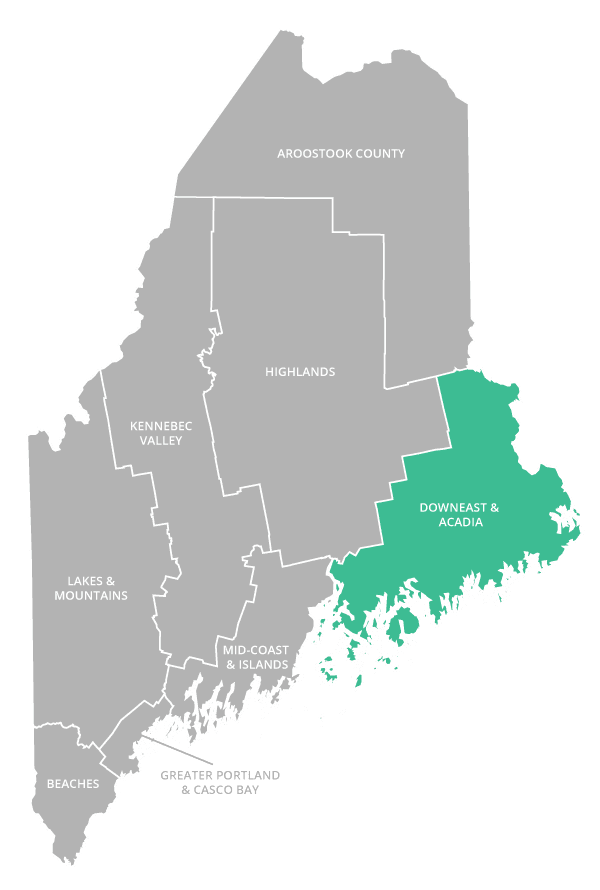 AROOSTOOK COUNTY
HIGHLANDS
KENNEBEC
VALLEY
DOWNEAST &
ACADIA
LAKES &
MOUNTAINS
MID-COAST
& ISLANDS
GREATER PORTLAND
& CASCO BAY
BEACHES